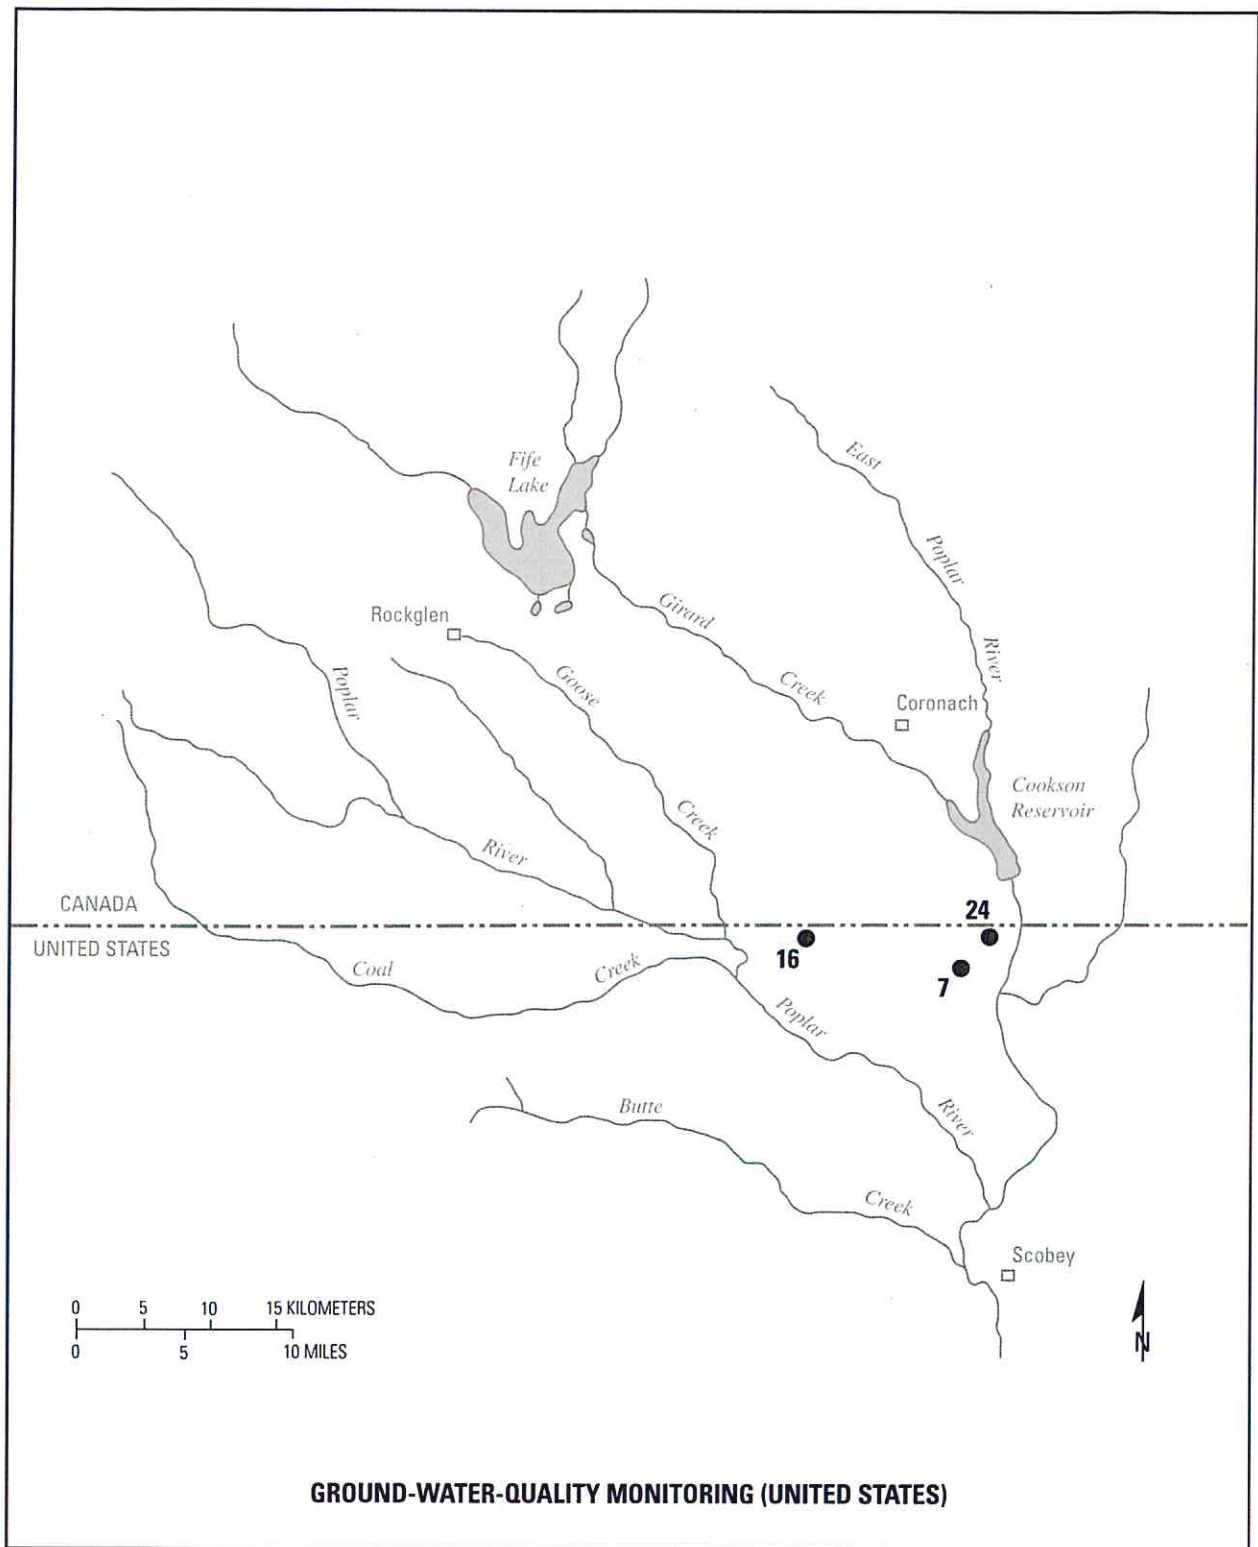 Fife
Lake
East
Poplar
River
Rockglen
Girard
Creek
Goose
Creek
Coronach
Poplar
River
Cookson
Reservoir
CANADA
UNITED STATES
24
16
7
Coal
Creek
Poplar
River
Butte
Creek
Scobey
0 5 10 15 KILOMETERS
0 5 10 MILES
N
GROUND-WATER-QUALITY MONITORING (UNITED STATES)